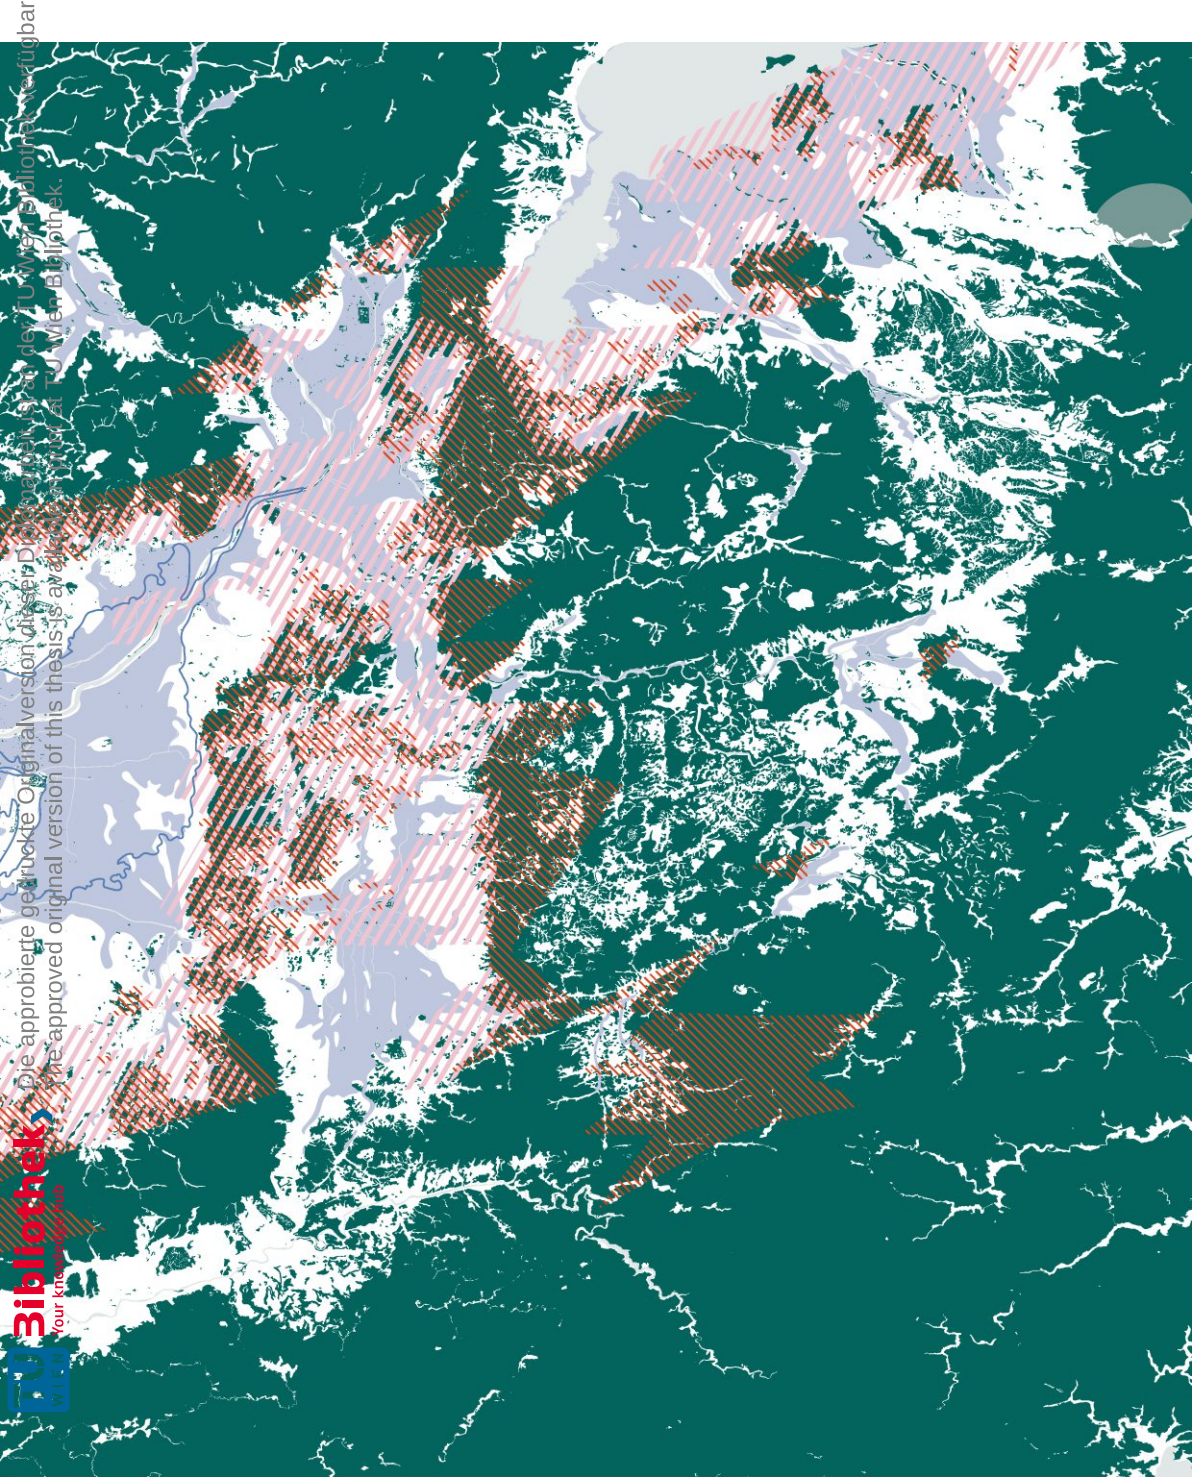 Die approbierte gedruckte Originalversion dieser Diplomarbeit ist an der TU Wien Bibliothek verfügbar
The approved original version of this thesis is available in print at TU Wien Bibliothek.
TU
WIEN
Bibliothek
Your knowledge hub